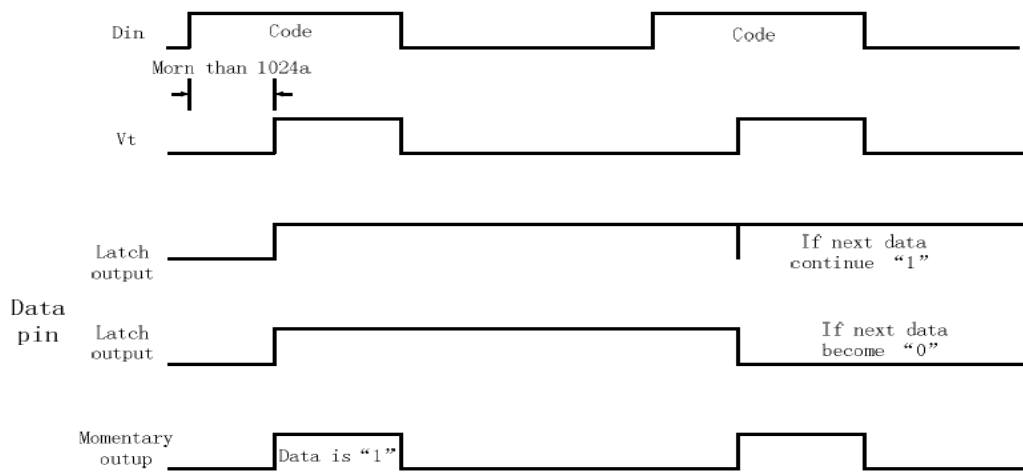 Din
Code
Code
Morn than 1024a
Vt
Latch
output
If next data
continue “1”
Data
pin
Latch
output
If next data
become “0”
Momentary
outup
Data is “1”